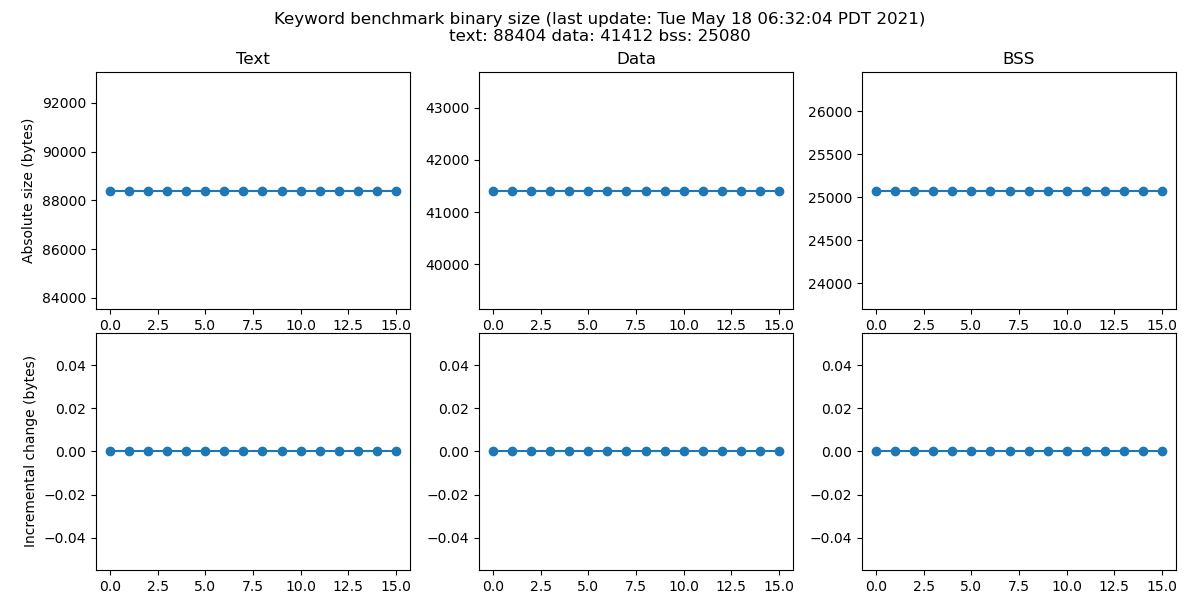 Keyword benchmark binary size (last update: Tue May 18 06:32:04 PDT 2021)
text: 88404 data: 41412 bss: 25080
Text
Data
BSS
Absolute size (bytes)
92000
90000
88000
86000
84000
0.0 2.5 5.0 7.5 10.0 12.5 15.0
43000
42000
41000
40000
0.0 2.5 5.0 7.5 10.0 12.5 15.0
26000
25500
25000
24500
24000
0.0 2.5 5.0 7.5 10.0 12.5 15.0
Incremental change (bytes)
0.04
0.02
0.00
−0.02
−0.04
0.0 2.5 5.0 7.5 10.0 12.5 15.0
0.04
0.02
0.00
−0.02
−0.04
0.0 2.5 5.0 7.5 10.0 12.5 15.0
0.04
0.02
0.00
−0.02
−0.04
0.0 2.5 5.0 7.5 10.0 12.5 15.0